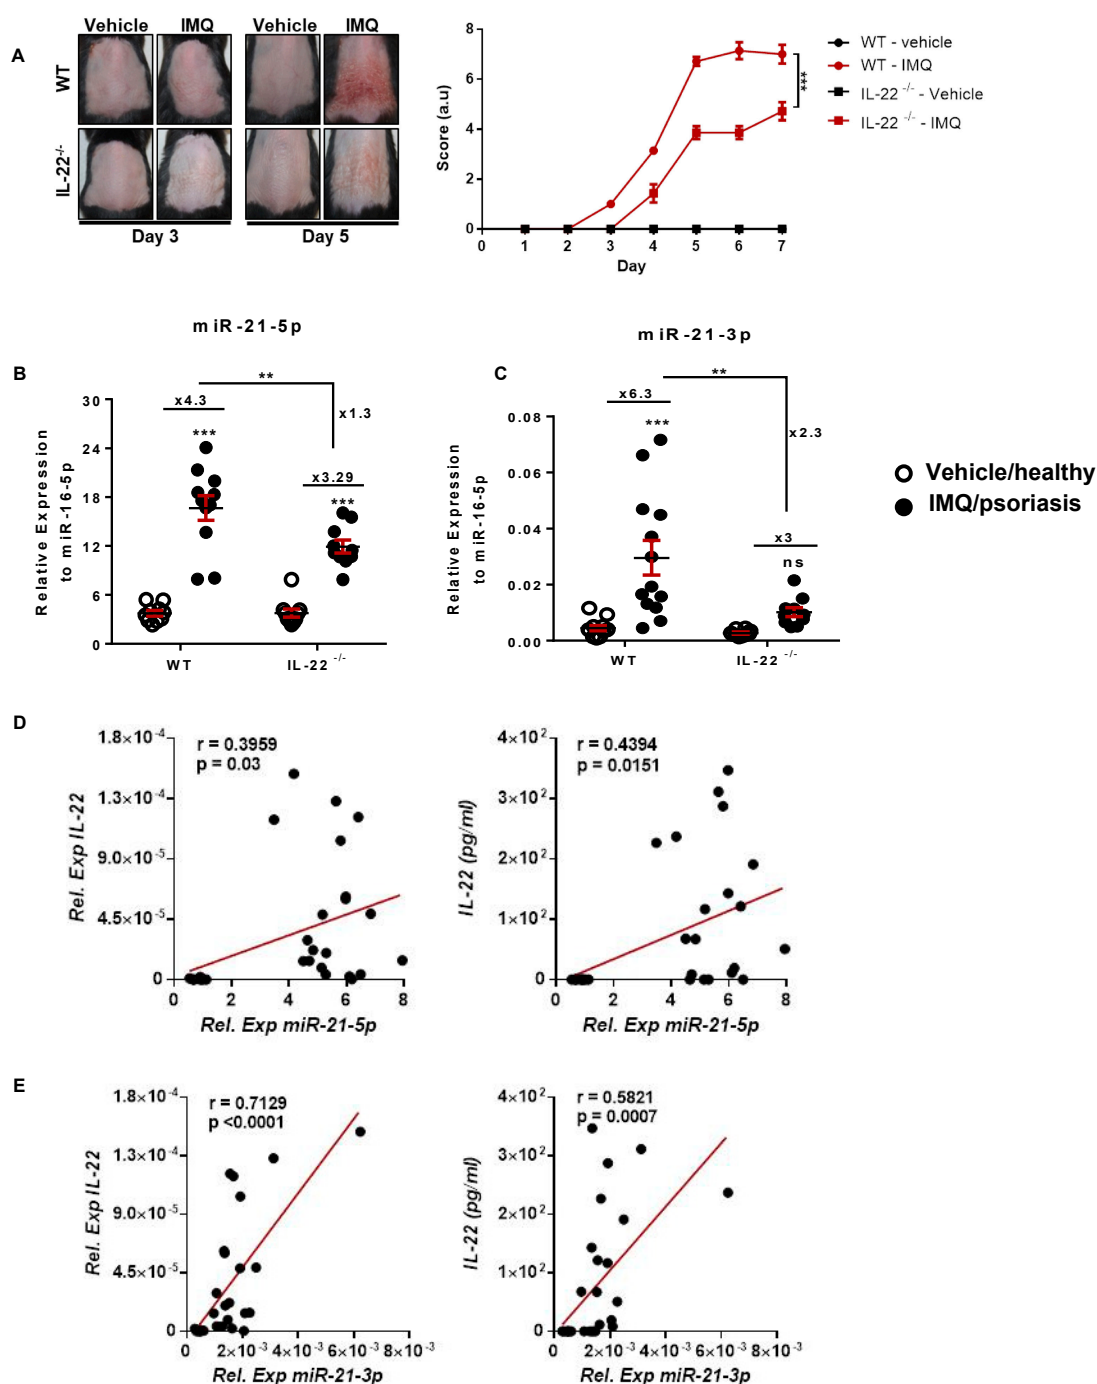 A
Vehicle IMQ Vehicle IMQ
WT
IL-22-/-
Day 3 Day 5
Score (a.u)
8
6
4
2
0
0 1 2 3 4 5 6 7
Day
***
WT - vehicle
WT - IMQ
IL-22 -/- - Vehicle
IL-22 -/- - IMQ
miR-21-5p
B
Relative Expression
to miR-16-5p
30
24
18
12
6
0
**
x4.3
x1.3
***
x3.29
***
WT IL-22 -/-
miR-21-3p
C
Relative Expression
to miR-16-5p
0.08
0.06
0.04
0.02
0.00
**
x6.3
***
x2.3
x3
ns
WT IL-22 -/-
Vehicle/healthy
IMQ/psoriasis
D
Rel. Exp IL-22
1.8×10-4
1.3×10-4
9.0×10-5
4.5×10-5
0
r = 0.3959
p = 0.03
0 2 4 6 8
Rel. Exp miR-21-5p
IL-22 (pg/ml)
4×102
3×102
2×102
1×102
0
r = 0.4394
p = 0.0151
0 2 4 6 8
Rel. Exp miR-21-5p
E
Rel. Exp IL-22
1.8×10-4
1.3×10-4
9.0×10-5
4.5×10-5
0
r = 0.7129
p <0.0001
0 2×10-3 4×10-3 6×10-3 8×10-3
Rel. Exp miR-21-3p
IL-22 (pg/ml)
4×102
3×102
2×102
1×102
0
r = 0.5821
p = 0.0007
0 2×10-3 4×10-3 6×10-3 8×10-3
Rel. Exp miR-21-3p